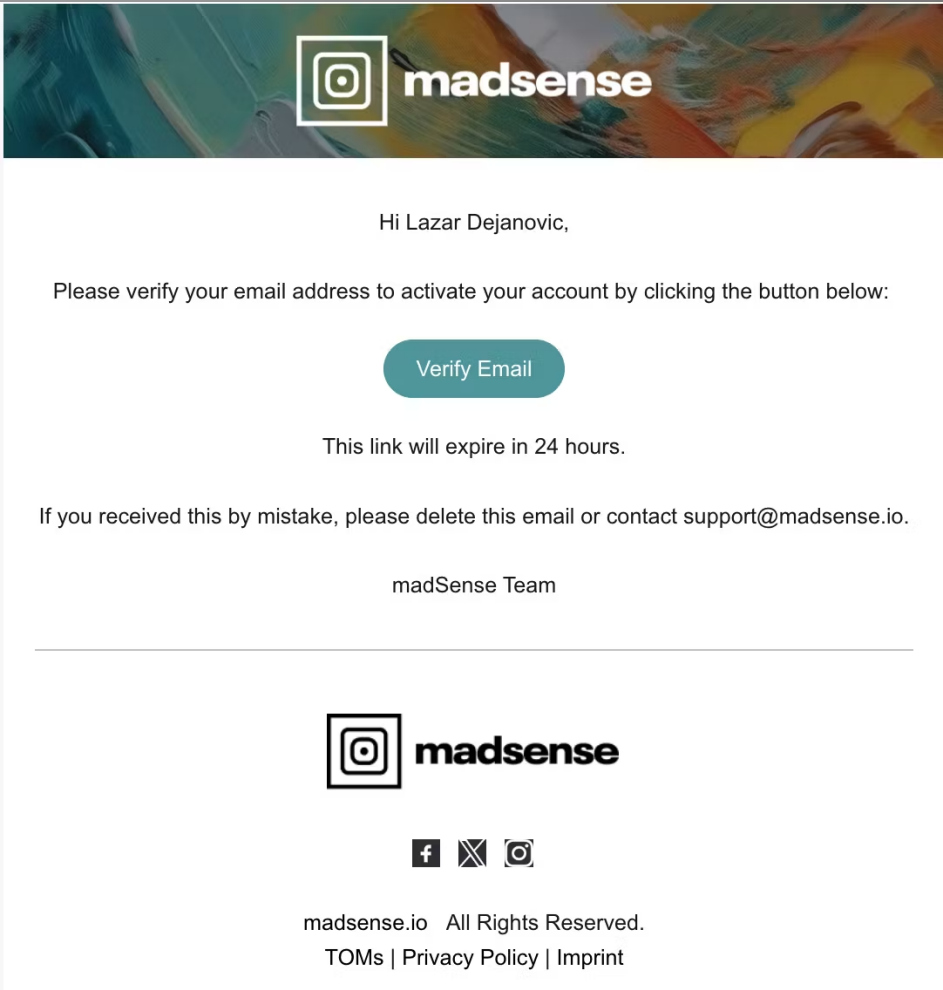 madsense
Hi Lazar Dejanovic,
Please verify your email address to activate your account by clicking the button below:
Verify Email
This link will expire in 24 hours.
If you received this by mistake, please delete this email or contact support@madsense.io.
madSense Team
madsense
madsense.io All Rights Reserved.
TOMs | Privacy Policy | Imprint